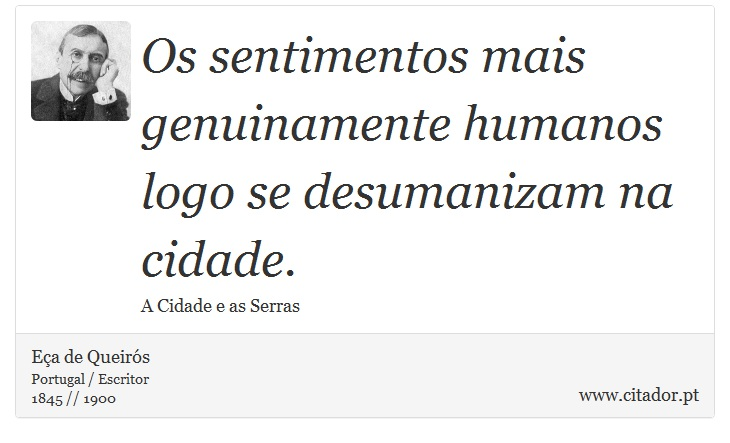 Os sentimentos mais
genuinamente humanos
logo se desumanizam na
cidade.
A Cidade e as Serras
Eça de Queirós
Portugal / Escritor
1845 // 1900
www.citador.pt